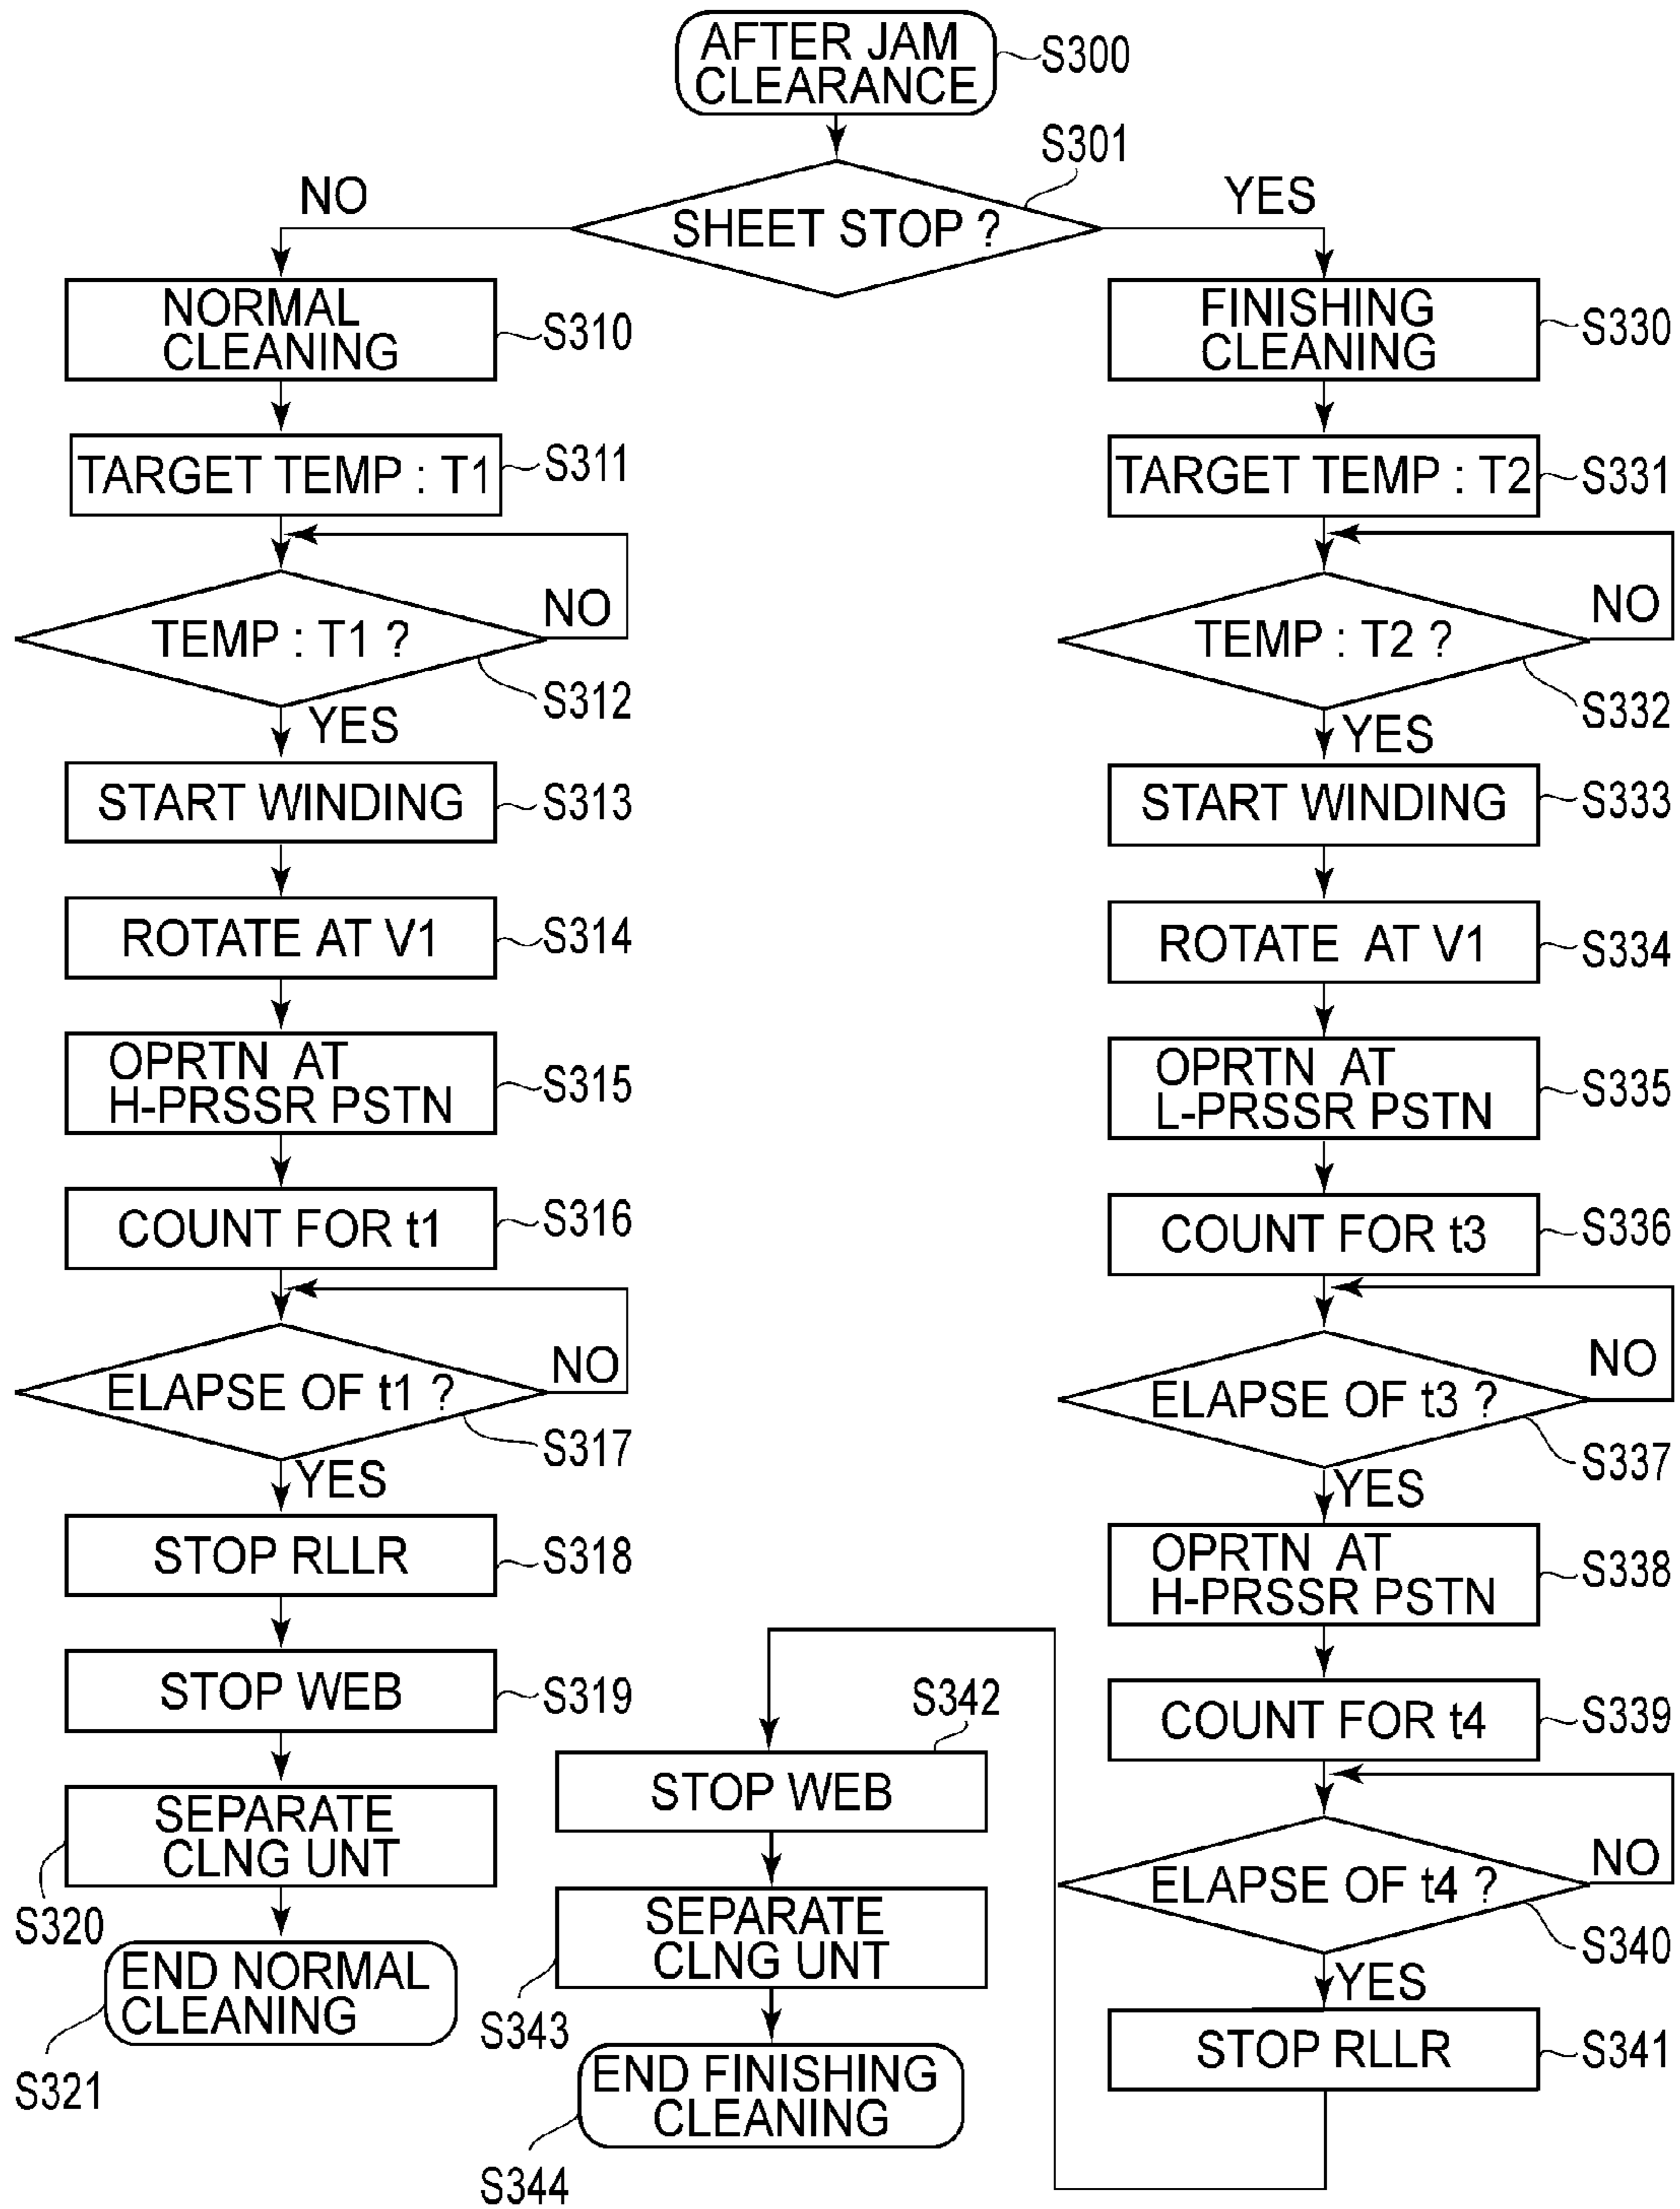 AFTER JAM
CLEARANCE
S300
S301
SHEET STOP ?
NO
YES
NORMAL
CLEANING
S310
TARGET TEMP : T1
S311
TEMP : T1 ?
NO
S312
YES
START WINDING
S313
ROTATE AT V1
S314
OPRTN AT
H-PRSSR PSTN
S315
COUNT FOR t1
S316
ELAPSE OF t1 ?
NO
S317
YES
STOP RLLR
S318
STOP WEB
S319
SEPARATE
CLNG UNT
S320
END NORMAL
CLEANING
S321
FINISHING
CLEANING
S330
TARGET TEMP : T2
S331
TEMP : T2 ?
NO
S332
YES
START WINDING
S333
ROTATE AT V1
S334
OPRTN AT
L-PRSSR PSTN
S335
COUNT FOR t3
S336
ELAPSE OF t3 ?
NO
S337
YES
OPRTN AT
H-PRSSR PSTN
S338
COUNT FOR t4
S339
ELAPSE OF t4 ?
NO
S340
YES
STOP RLLR
S341
S342
STOP WEB
SEPARATE
CLNG UNT
S343
END FINISHING
CLEANING
S344